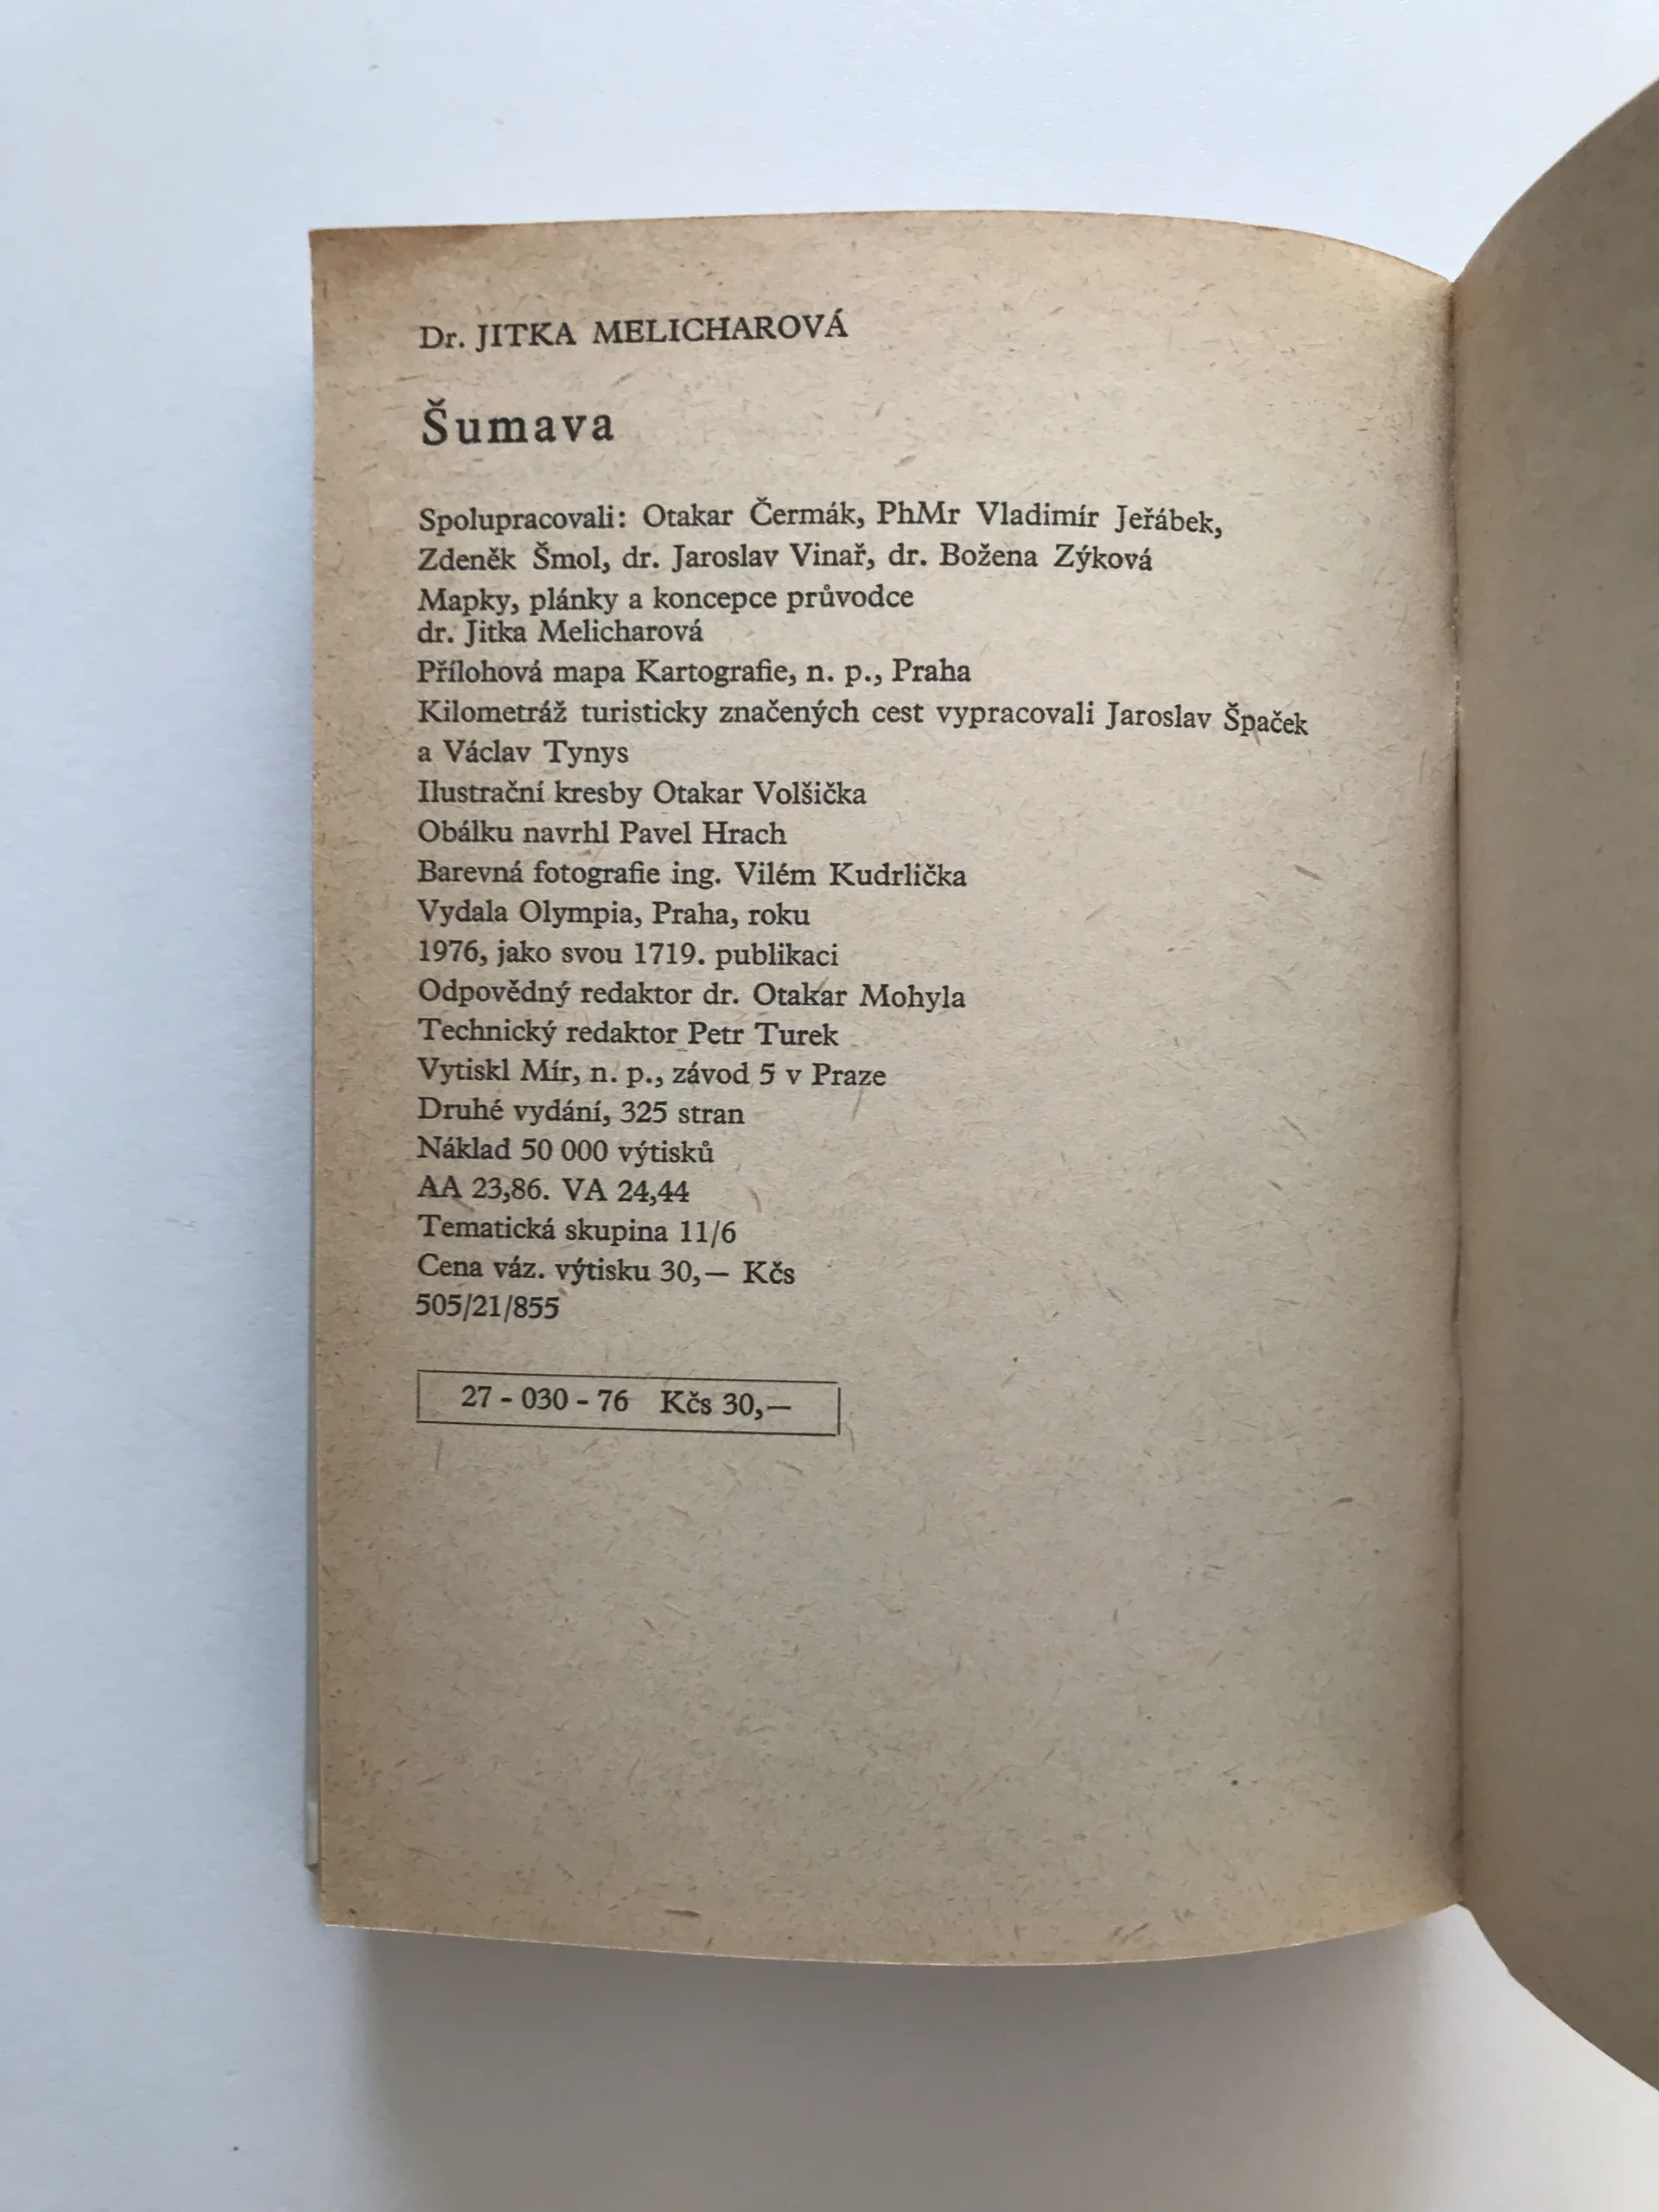 Dr. JITKA MELICHAROVÁ
Šumava
Spolupracovali: Otakar Čermák, PhMr Vladimír Jeřábek,
Zdeněk Šmol, dr. Jaroslav Vinař, dr. Božena Zýková
Mapky, plánky a koncepce průvodce
dr. Jitka Melicharová
Přílohová mapa Kartografie, n. p., Praha
Kilometráž turisticky značených cest vypracovali Jaroslav Špaček
a Václav Tynys
Ilustrační kresby Otakar Volšička
Obálku navrhl Pavel Hrach
Barevná fotografie ing. Vilém Kudrlička
Vydala Olympia, Praha, roku
1976, jako svou 1719. publikaci
Odpovědný redaktor dr. Otakar Mohyla
Technický redaktor Petr Turek
Vytiskl Mír, n. p., závod 5 v Praze
Druhé vydání, 325 stran
Náklad 50 000 výtisků
AA 23,86. VA 24,44
Tematická skupina 11/6
Cena váz. výtisku 30,— Kčs
505/21/855
27 - 030 - 76 Kčs 30,—